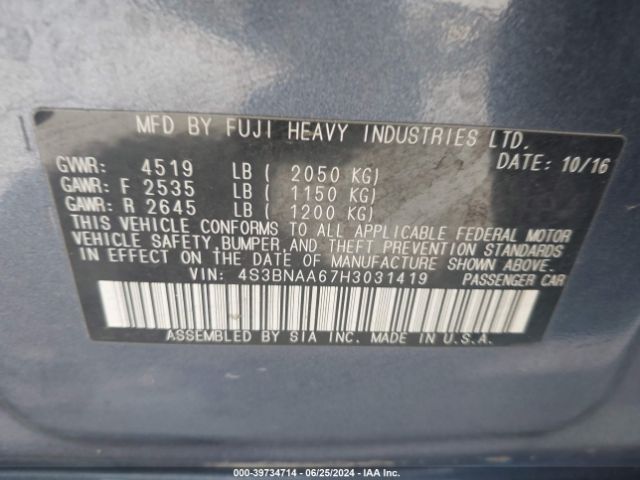 MFD BY FUJI HEAVY INDUSTRIES LTD.
GVWR: 4519 LB ( 2050 KG) DATE: 10/16
GAWR: F 2535 LB ( 1150 KG)
GAWR: R 2645 LB ( 1200 KG)
THIS VEHICLE CONFORMS TO ALL APPLICABLE FEDERAL MOTOR
VEHICLE SAFETY, BUMPER, AND THEFT PREVENTION STANDARDS
IN EFFECT ON THE DATE OF MANUFACTURE SHOWN ABOVE.
VIN: 4S3BNAA67H3031419 PASSENGER CAR
ASSEMBLED BY SIA INC. MADE IN U.S.A.
000-39734714 - 06/25/2024 - IAAI.COM